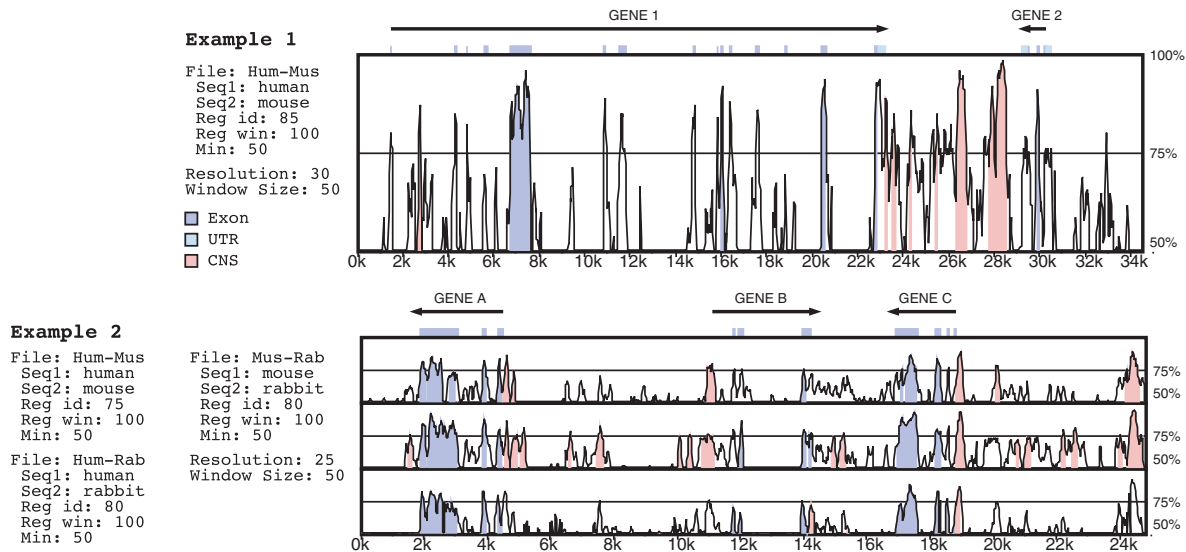 GENE 1
GENE 2
Example 1
File: Hum-Mus
Seq1: human
Seq2: mouse
Reg id: 85
Reg win: 100
Min: 50
Resolution: 30
Window Size: 50
Exon
UTR
CNS
100%
75%
50%
0k 2k 4k 6k 8k 10k 12k 14k 16k 18k 20k 22k 24k 26k 28k 30k 32k 34k
GENE A
GENE B
GENE C
Example 2
File: Hum-Mus
Seq1: human
Seq2: mouse
Reg id: 75
Reg win: 100
Min: 50
File: Hum-Rab
Seq1: human
Seq2: rabbit
Reg id: 80
Reg win: 100
Min: 50
File: Mus-Rab
Seq1: mouse
Seq2: rabbit
Reg id: 80
Reg win: 100
Min: 50
Resolution: 25
Window Size: 50
75%
50%
75%
50%
75%
50%
0k 2k 4k 6k 8k 10k 12k 14k 16k 18k 20k 22k 24k